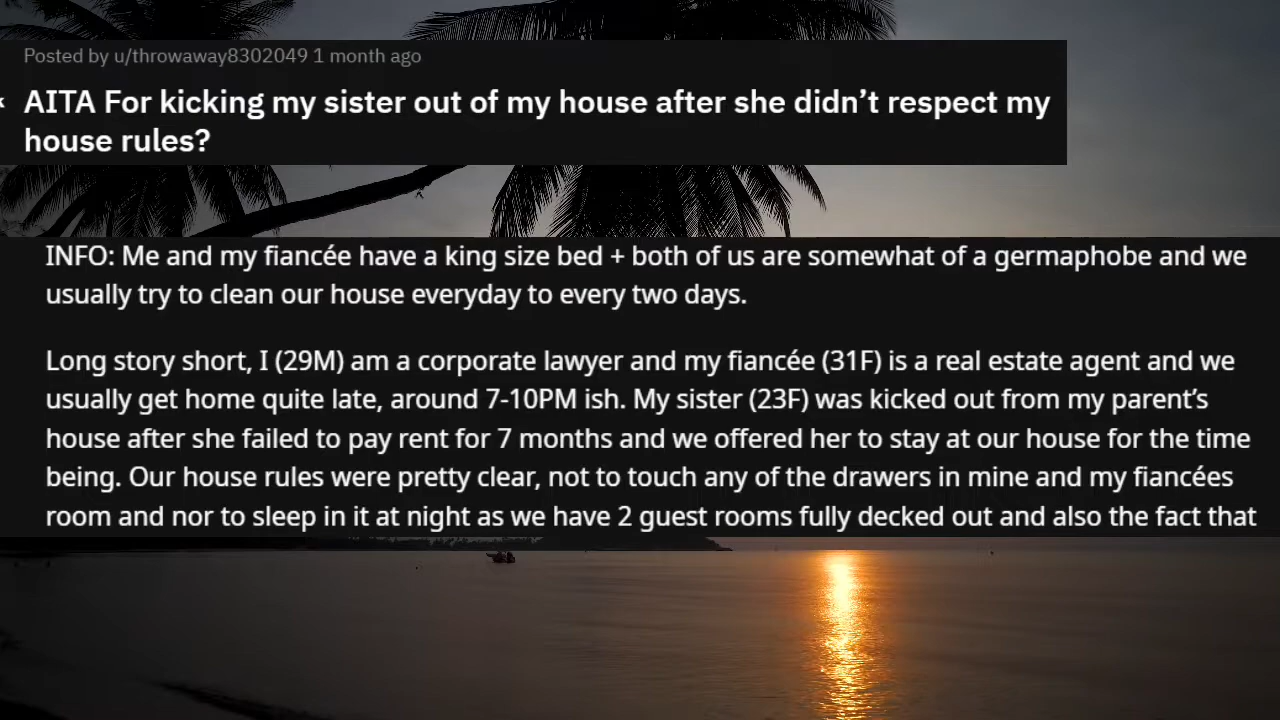 Posted by u/throwaway8302049 1 month ago
AITA For kicking my sister out of my house after she didn’t respect my
house rules?
INFO: Me and my fiancée have a king size bed + both of us are somewhat of a germaphobe and we
usually try to clean our house everyday to every two days.
Long story short, I (29M) am a corporate lawyer and my fiancée (31F) is a real estate agent and we
usually get home quite late, around 7-10PM ish. My sister (23F) was kicked out from my parent’s
house after she failed to pay rent for 7 months and we offered her to stay at our house for the time
being. Our house rules were pretty clear, not to touch any of the drawers in mine and my fiancées
room and nor to sleep in it at night as we have 2 guest rooms fully decked out and also the fact that